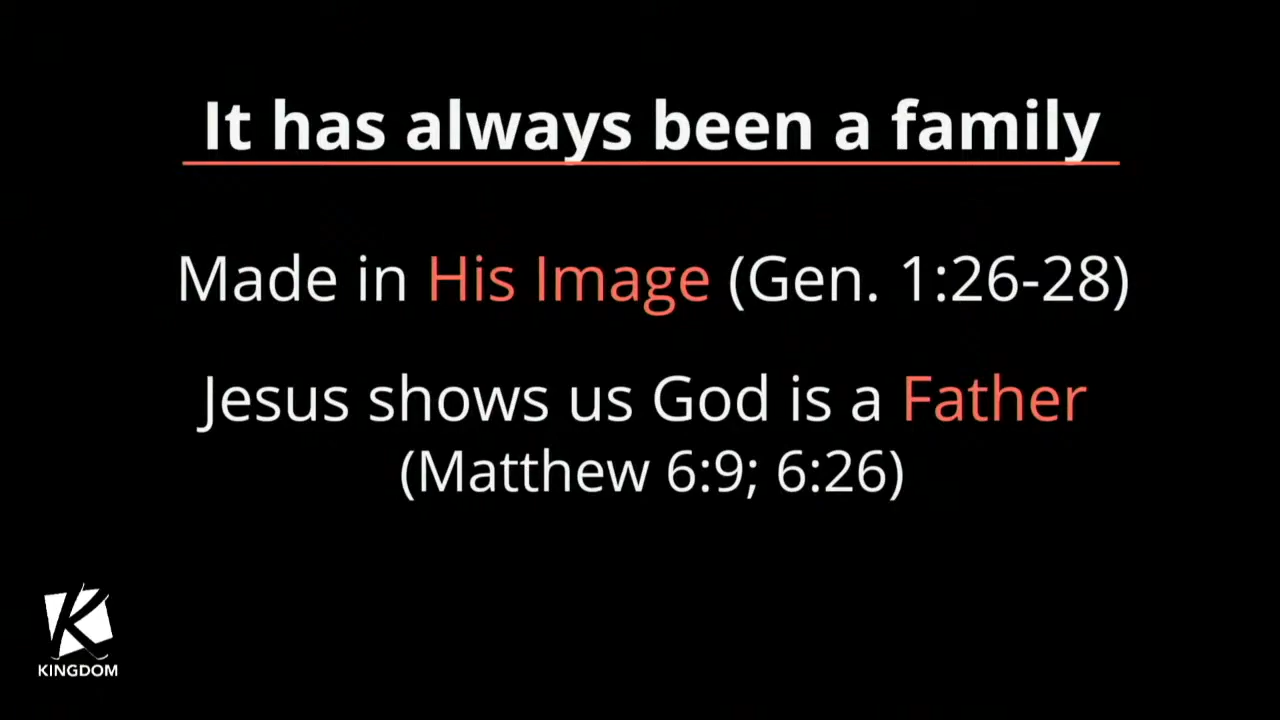 It has always been a family
Made in His Image (Gen. 1:26-28)
Jesus shows us God is a Father
(Matthew 6:9; 6:26)
K
KINGDOM